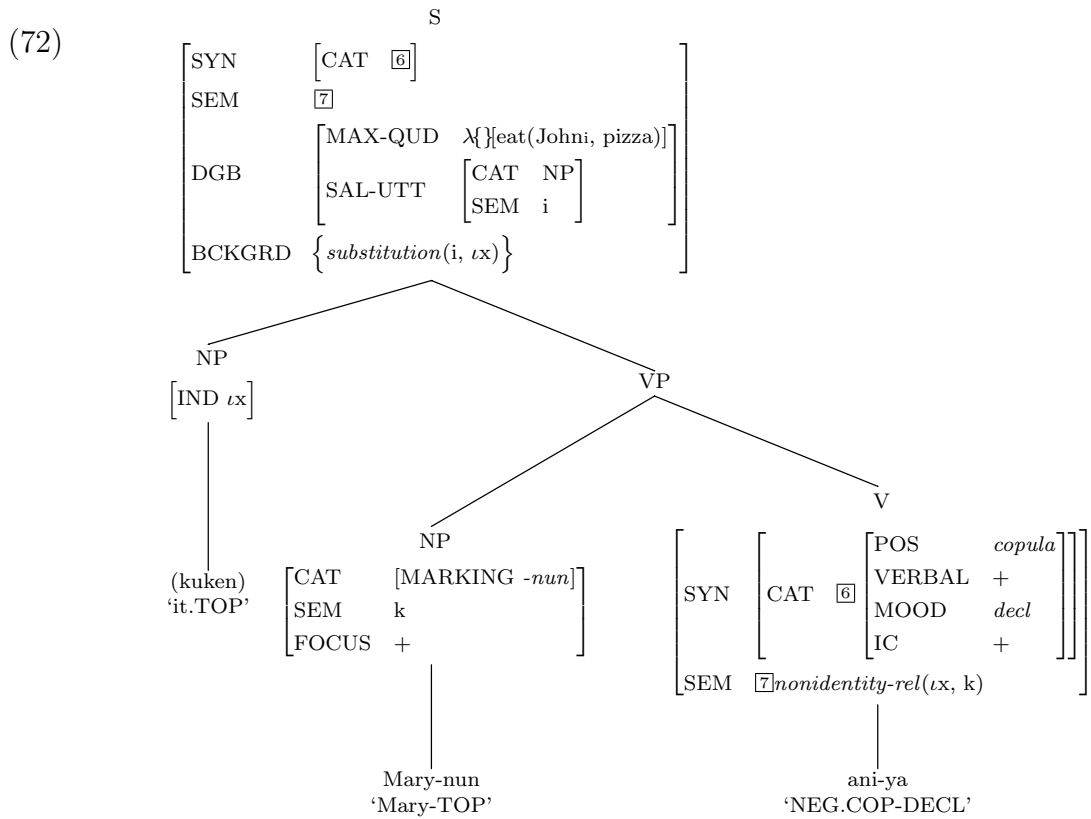 S
(72)
SYN [CAT 6]
SEM 7
DGB [MAX-QUD λ{}[eat(Johni, pizza)]
SAL-UTT [CAT NP
SEM i]]
BCKGRD {substitution(i, ιx)}
NP
[IND ιx]
VP
V
NP
(kuken)
'it.TOP'
CAT [MARKING -nun]
SEM k
FOCUS +
SYN [CAT 6 [POS copula
VERBAL +
MOOD decl
IC +]]
SEM 7 nonidentity-rel(ιx, k)
Mary-nun
‘Mary-TOP’
ani-ya
‘NEG.COP-DECL’